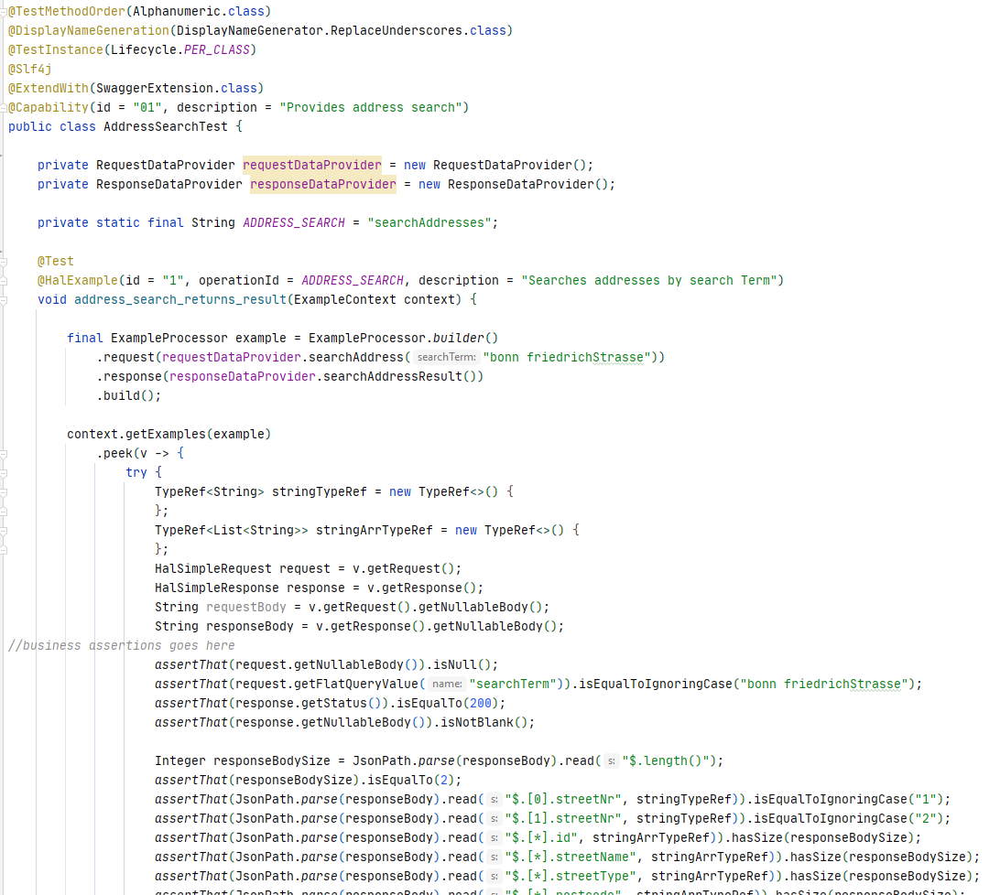 @TestMethodOrder(Alphanumeric.class)
@DisplayNameGeneration(DisplayNameGenerator.ReplaceUnderscores.class)
@TestInstance(Lifecycle.PER_CLASS)
@Slf4j
@ExtendWith(SwaggerExtension.class)
@Capability(id = "01", description = "Provides address search")
public class AddressSearchTest {
private RequestDataProvider requestDataProvider = new RequestDataProvider();
private ResponseDataProvider responseDataProvider = new ResponseDataProvider();
private static final String ADDRESS_SEARCH = "searchAddresses";
@Test
@HalExample(id = "1", operationId = ADDRESS_SEARCH, description = "Searches addresses by search Term")
void address_search_returns_result(ExampleContext context) {
final ExampleProcessor example = ExampleProcessor.builder()
.request(requestDataProvider.searchAddress( searchTerm: "bonn friedrichStrasse"))
.response(responseDataProvider.searchAddressResult())
.build();
context.getExamples(example)
.peek(v -> {
try {
TypeRef<String> stringTypeRef = new TypeRef<>() {
};
TypeRef<List<String>> stringArrTypeRef = new TypeRef<>() {
};
HalSimpleRequest request = v.getRequest();
HalSimpleResponse response = v.getResponse();
String requestBody = v.getRequest().getNullableBody();
String responseBody = v.getResponse().getNullableBody();
//business assertions goes here
assertThat(request.getNullableBody()).isNull();
assertThat(request.getFlatQueryValue( name: "searchTerm")).isEqualToIgnoringCase("bonn friedrichStrasse");
assertThat(response.getStatus()).isEqualTo(200);
assertThat(response.getNullableBody()).isNotBlank();
Integer responseBodySize = JsonPath.parse(responseBody).read( s: "$.length()");
assertThat(responseBodySize).isEqualTo(2);
assertThat(JsonPath.parse(responseBody).read( s: "$.[0].streetNr", stringTypeRef)).isEqualToIgnoringCase("1");
assertThat(JsonPath.parse(responseBody).read( s: "$.[1].streetNr", stringTypeRef)).isEqualToIgnoringCase("2");
assertThat(JsonPath.parse(responseBody).read( s: "$.[*].id", stringArrTypeRef)).hasSize(responseBodySize);
assertThat(JsonPath.parse(responseBody).read( s: "$.[*].streetName", stringArrTypeRef)).hasSize(responseBodySize);
assertThat(JsonPath.parse(responseBody).read( s: "$.[*].streetType", stringArrTypeRef)).hasSize(responseBodySize);
assertThat(JsonPath.parse(responseBody).read( s: "$.[*].postcode", stringArrTypeRef)).hasSize(responseBodySize);